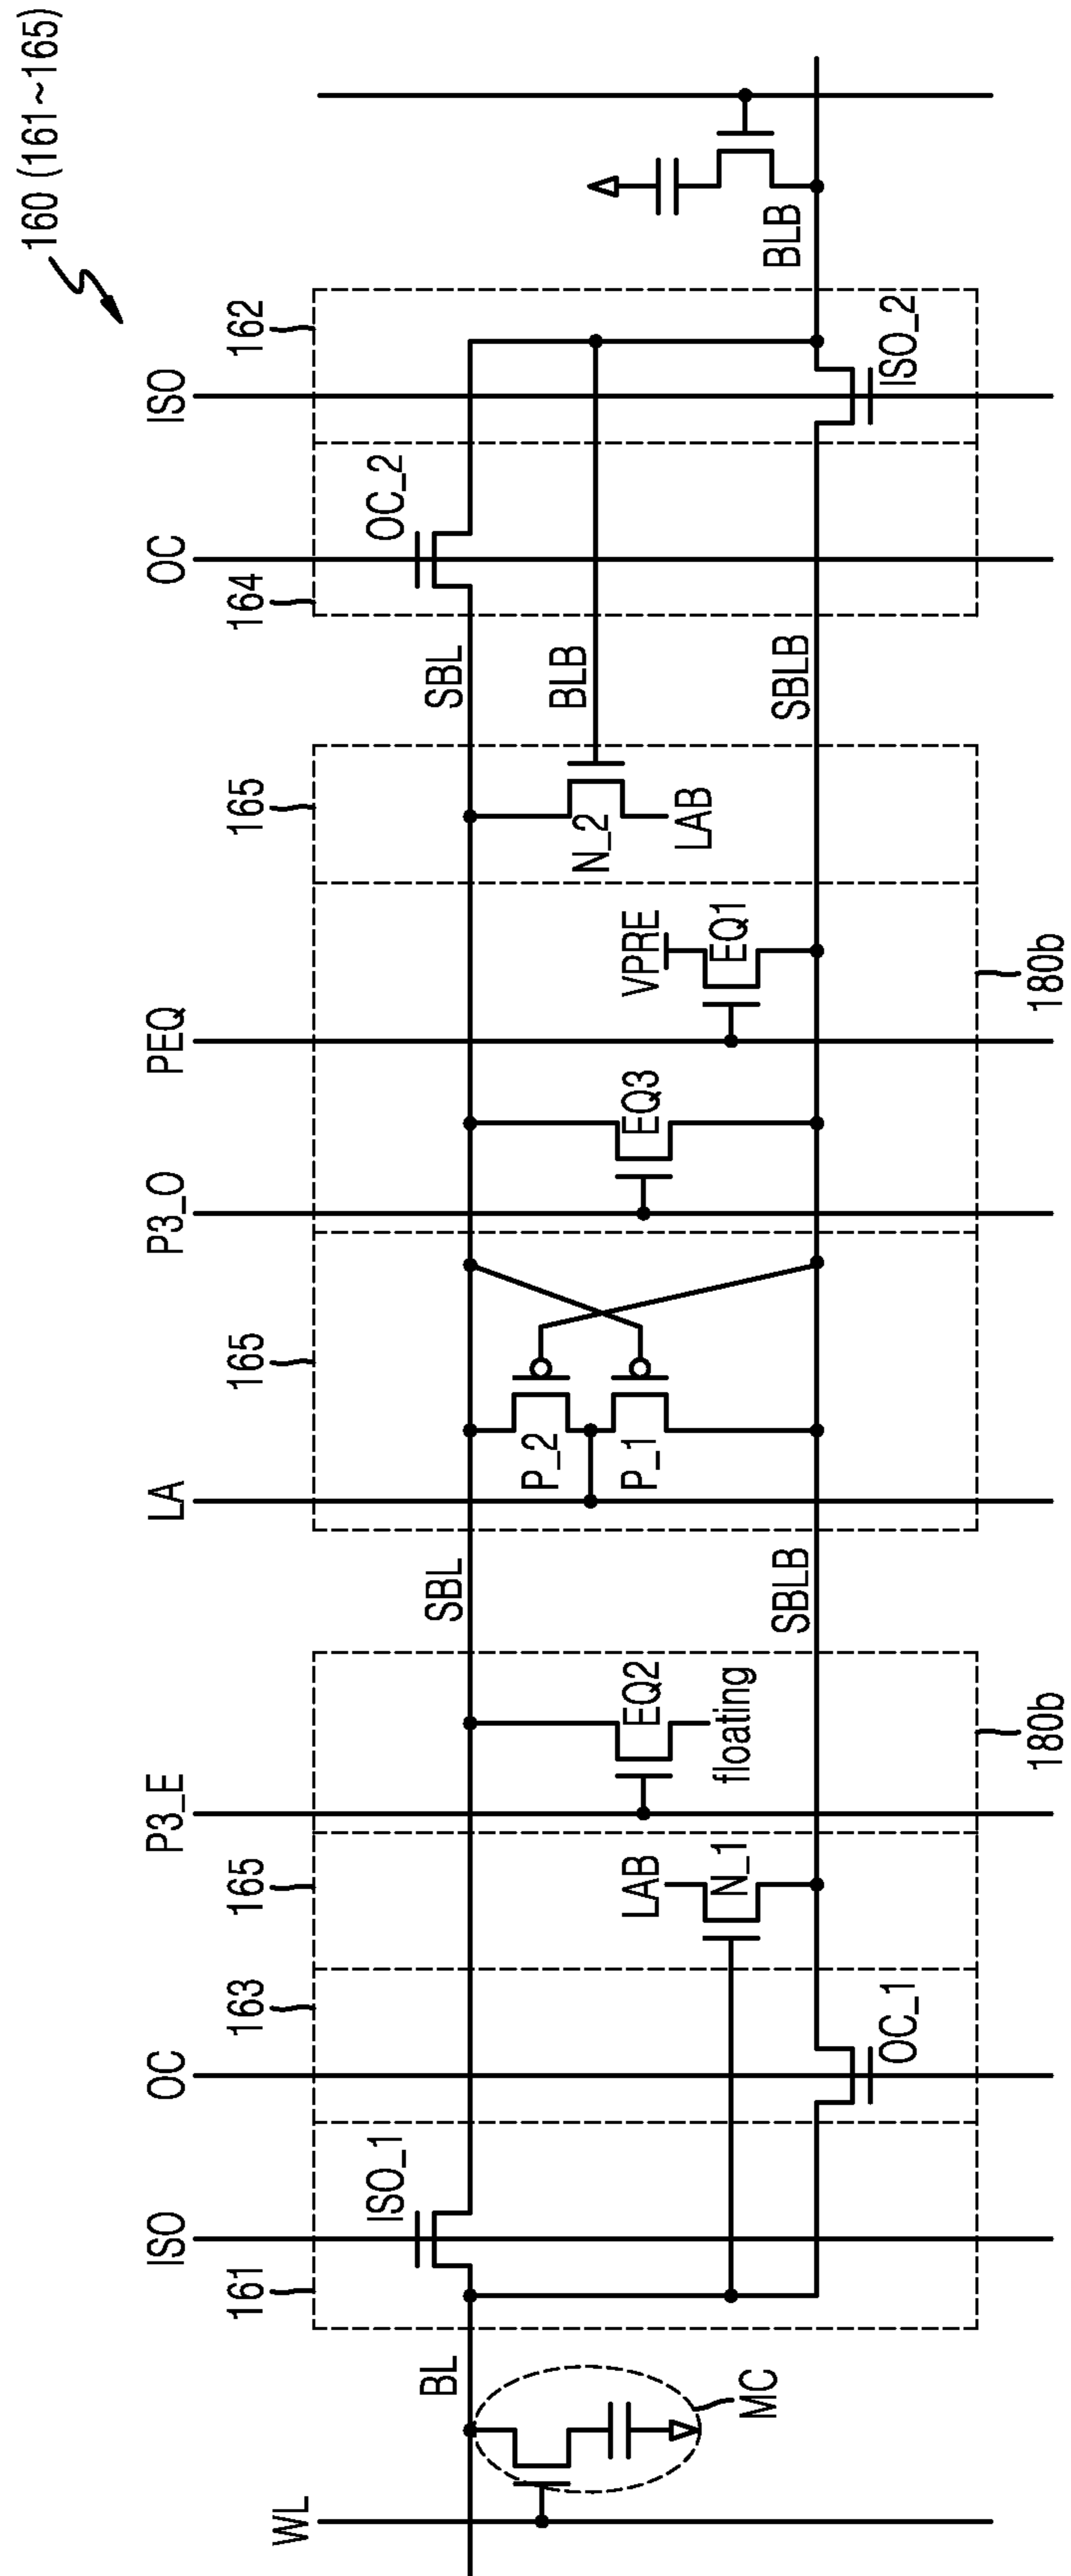 160 (161~165)
WL
ISO
OC
P3_E
LA
P3_O
PEQ
OC
ISO
161
163
165
165
165
164
162
BL
ISO_1
SBL
SBL
OC_2
MC
LAB
N_1
EQ2
floating
P_2
P_1
EQ3
VPRE
EQ1
N_2
LAB
BLB
BLB
OC_1
SBLB
SBLB
ISO_2
180b
180b